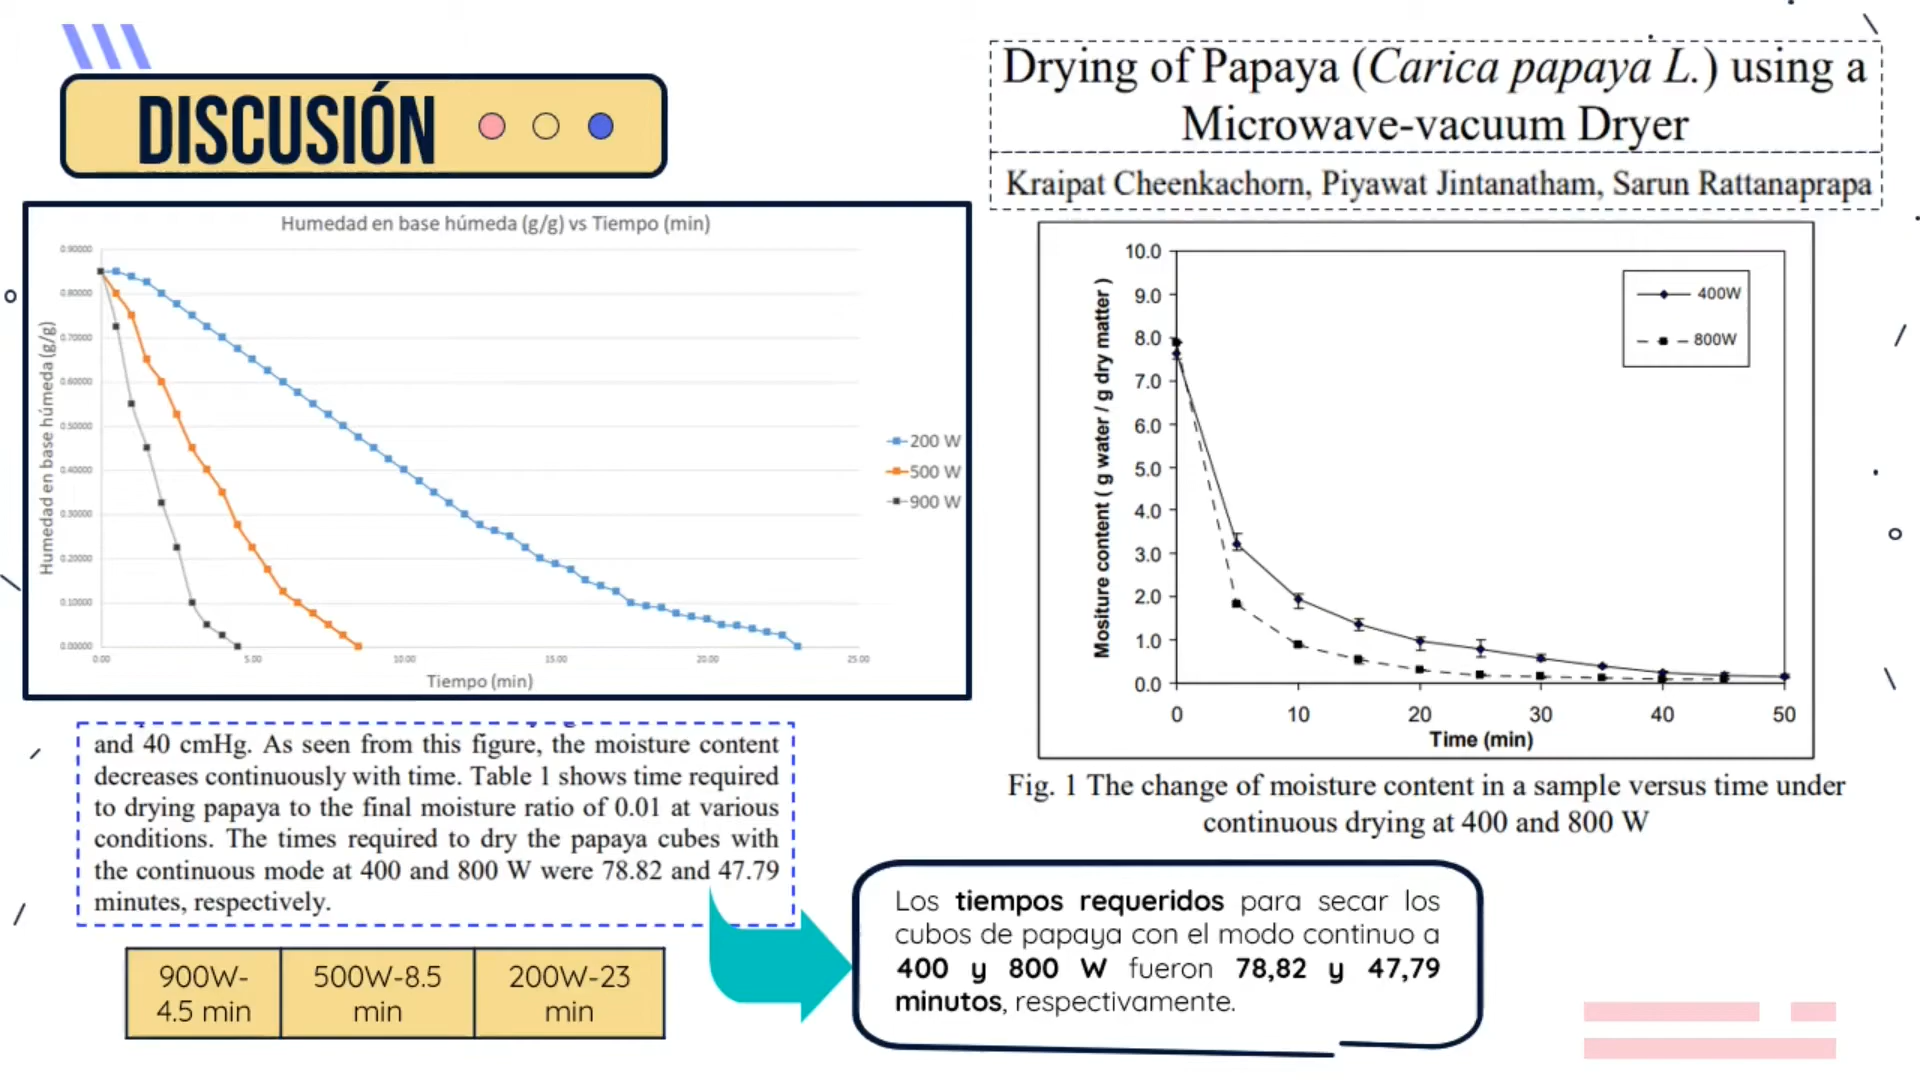 DISCUSIÓN
Drying of Papaya (Carica papaya L.) using a
Microwave-vacuum Dryer
Kraipat Cheenkachorn, Piyawat Jintanatham, Sarun Rattanaprapa
Humedad en base húmeda (g/g) vs Tiempo (min)
Humedad en base húmeda (g/g)
0.90000
0.80000
0.70000
0.60000
0.50000
0.40000
0.30000
0.20000
0.10000
0.00000
0.00
5.00
10.00
15.00
20.00
25.00
Tiempo (min)
200 W
500 W
900 W
Mositure content ( g water / g dry matter )
10.0
9.0
8.0
7.0
6.0
5.0
4.0
3.0
2.0
1.0
0.0
0
10
20
30
40
50
Time (min)
400W
800W
Fig. 1 The change of moisture content in a sample versus time under
continuous drying at 400 and 800 W
and 40 cmHg. As seen from this figure, the moisture content
decreases continuously with time. Table 1 shows time required
to drying papaya to the final moisture ratio of 0.01 at various
conditions. The times required to dry the papaya cubes with
the continuous mode at 400 and 800 W were 78.82 and 47.79
minutes, respectively.
900W-
4.5 min
500W-8.5
min
200W-23
min
Los tiempos requeridos para secar los
cubos de papaya con el modo continuo a
400 y 800 W fueron 78,82 y 47,79
minutos, respectivamente.